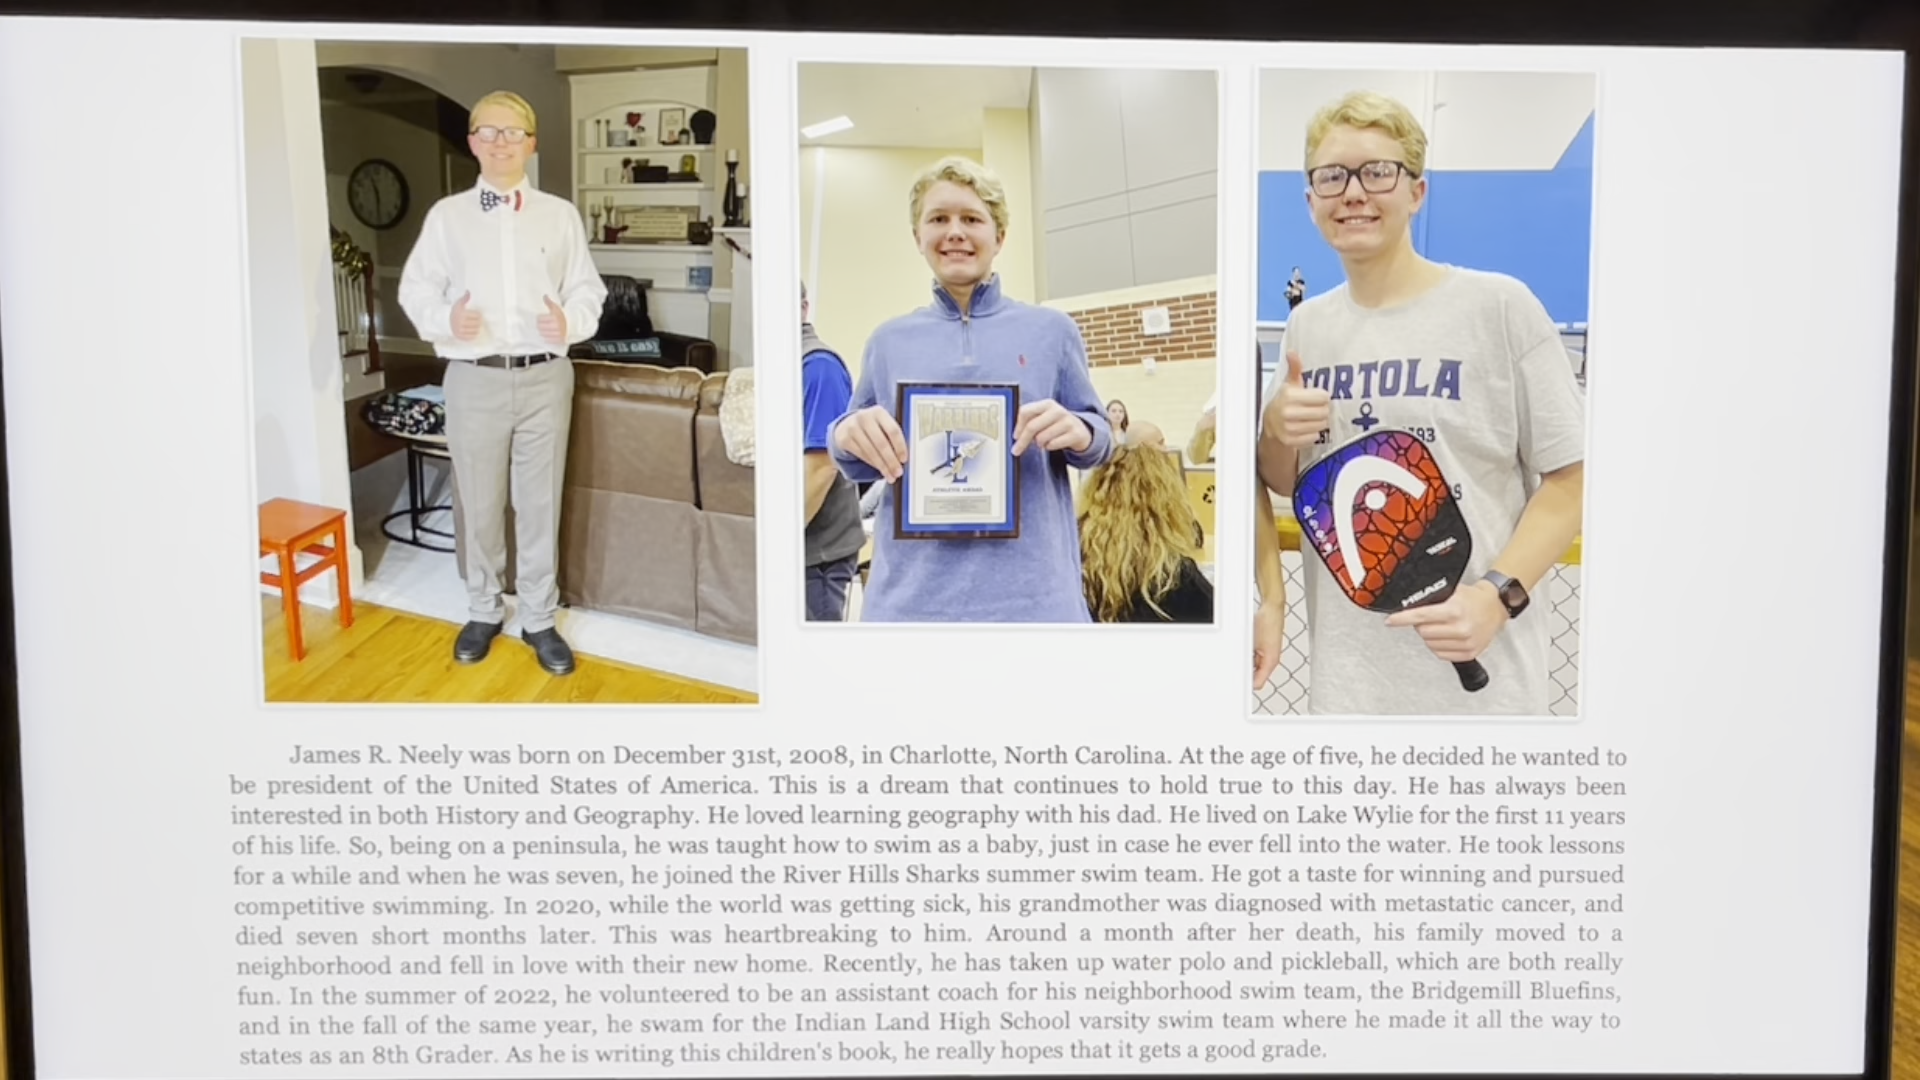 TORTOLA
EST
1793
S
WARRIORS
IL
ATHLETIC AWARD
HEAD
James R. Neely was born on December 31st, 2008, in Charlotte, North Carolina. At the age of five, he decided he wanted to
be president of the United States of America. This is a dream that continues to hold true to this day. He has always been
interested in both History and Geography. He loved learning geography with his dad. He lived on Lake Wylie for the first 11 years
of his life. So, being on a peninsula, he was taught how to swim as a baby, just in case he ever fell into the water. He took lessons
for a while and when he was seven, he joined the River Hills Sharks summer swim team. He got a taste for winning and pursued
competitive swimming. In 2020, while the world was getting sick, his grandmother was diagnosed with metastatic cancer, and
died seven short months later. This was heartbreaking to him. Around a month after her death, his family moved to a
neighborhood and fell in love with their new home. Recently, he has taken up water polo and pickleball, which are both really
fun. In the summer of 2022, he volunteered to be an assistant coach for his neighborhood swim team, the Bridgemill Bluefins,
and in the fall of the same year, he swam for the Indian Land High School varsity swim team where he made it all the way to
states as an 8th Grader. As he is writing this children's book, he really hopes that it gets a good grade.